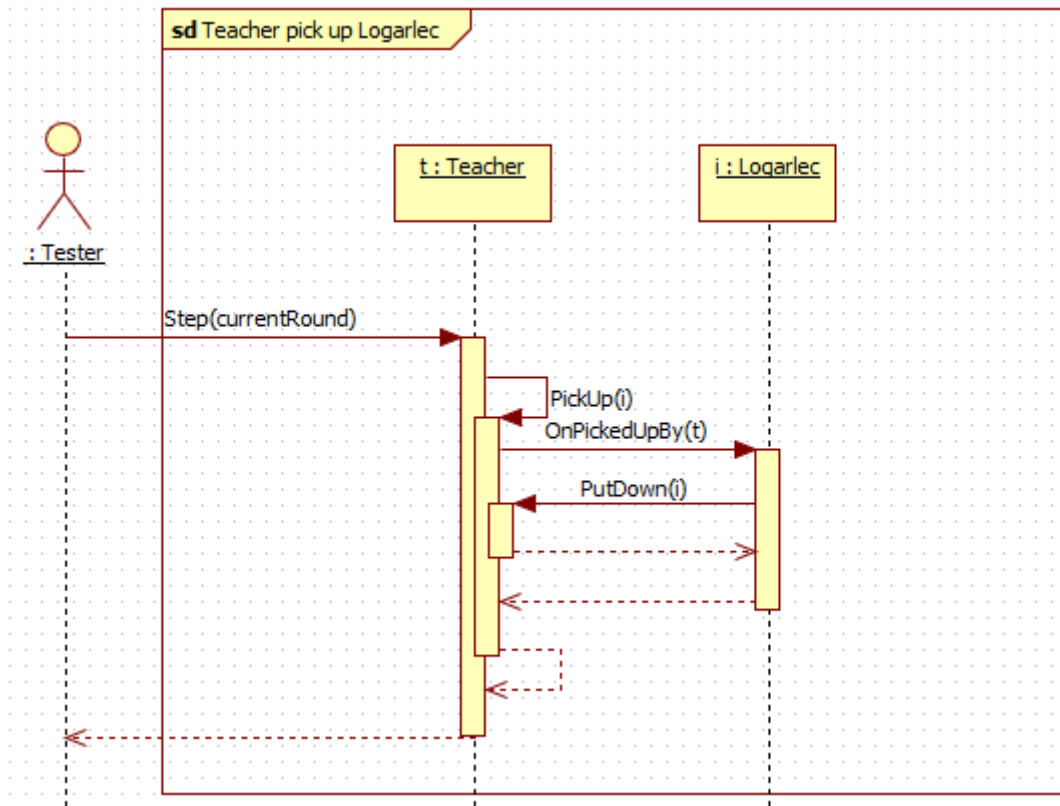 sd Teacher pick up Logarlec
t : Teacher
i : Logarlec
: Tester
Step(currentRound)
PickUp(i)
OnPickedUpBy(t)
PutDown(i)